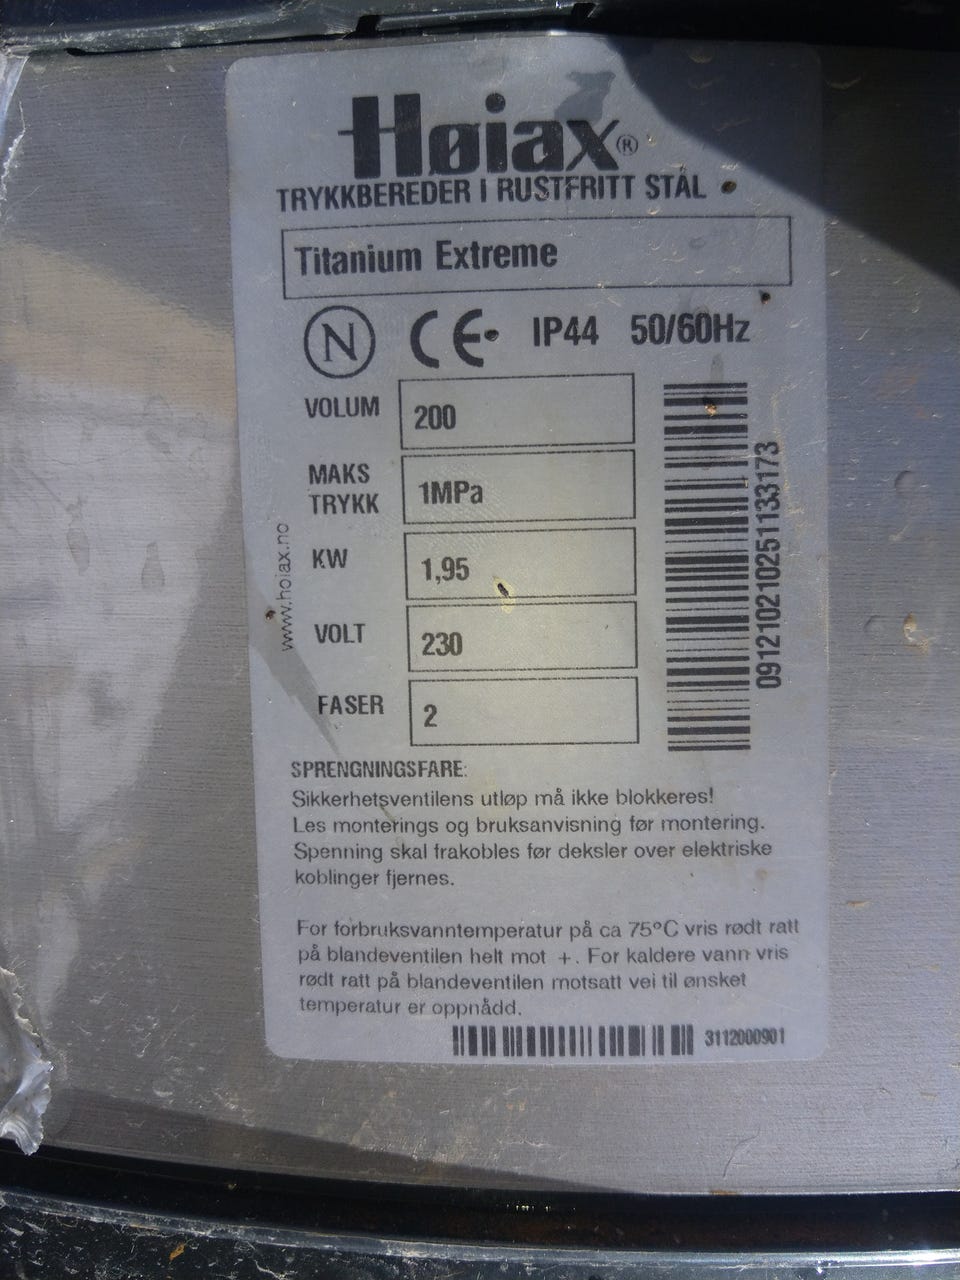 Høiax®
TRYKKBEREDER I RUSTFRITT STÅL
Titanium Extreme
N CE IP44 50/60Hz
VOLUM 200
MAKS
TRYKK 1MPa
KW 1,95
VOLT 230
FASER 2
www.hoiax.no
091210210251133173
SPRENGNINGSFARE:
Sikkerhetsventilens utløp må ikke blokkeres!
Les monterings og bruksanvisning før montering.
Spenning skal frakobles før deksler over elektriske
koblinger fjernes.
For forbruksvanntemperatur på ca 75°C vris rødt ratt
på blandeventilen helt mot +. For kaldere vann vris
rødt ratt på blandeventilen motsatt vei til ønsket
temperatur er oppnådd.
3112000901